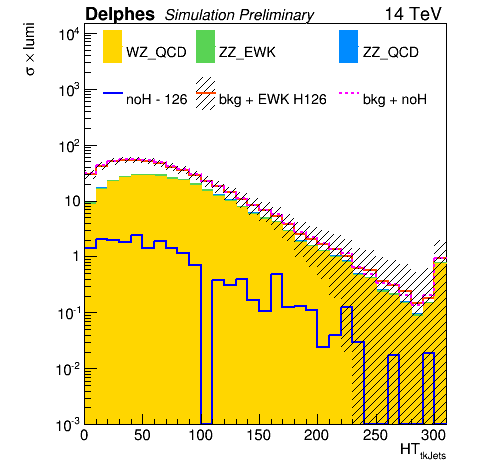 Delphes Simulation Preliminary 14 TeV
σ × lumi
WZ_QCD ZZ_EWK ZZ_QCD
noH - 126 bkg + EWK H126 bkg + noH
10⁴
10³
10²
10
1
10⁻¹
10⁻²
10⁻³
0 50 100 150 200 250 300
HT_tkJets